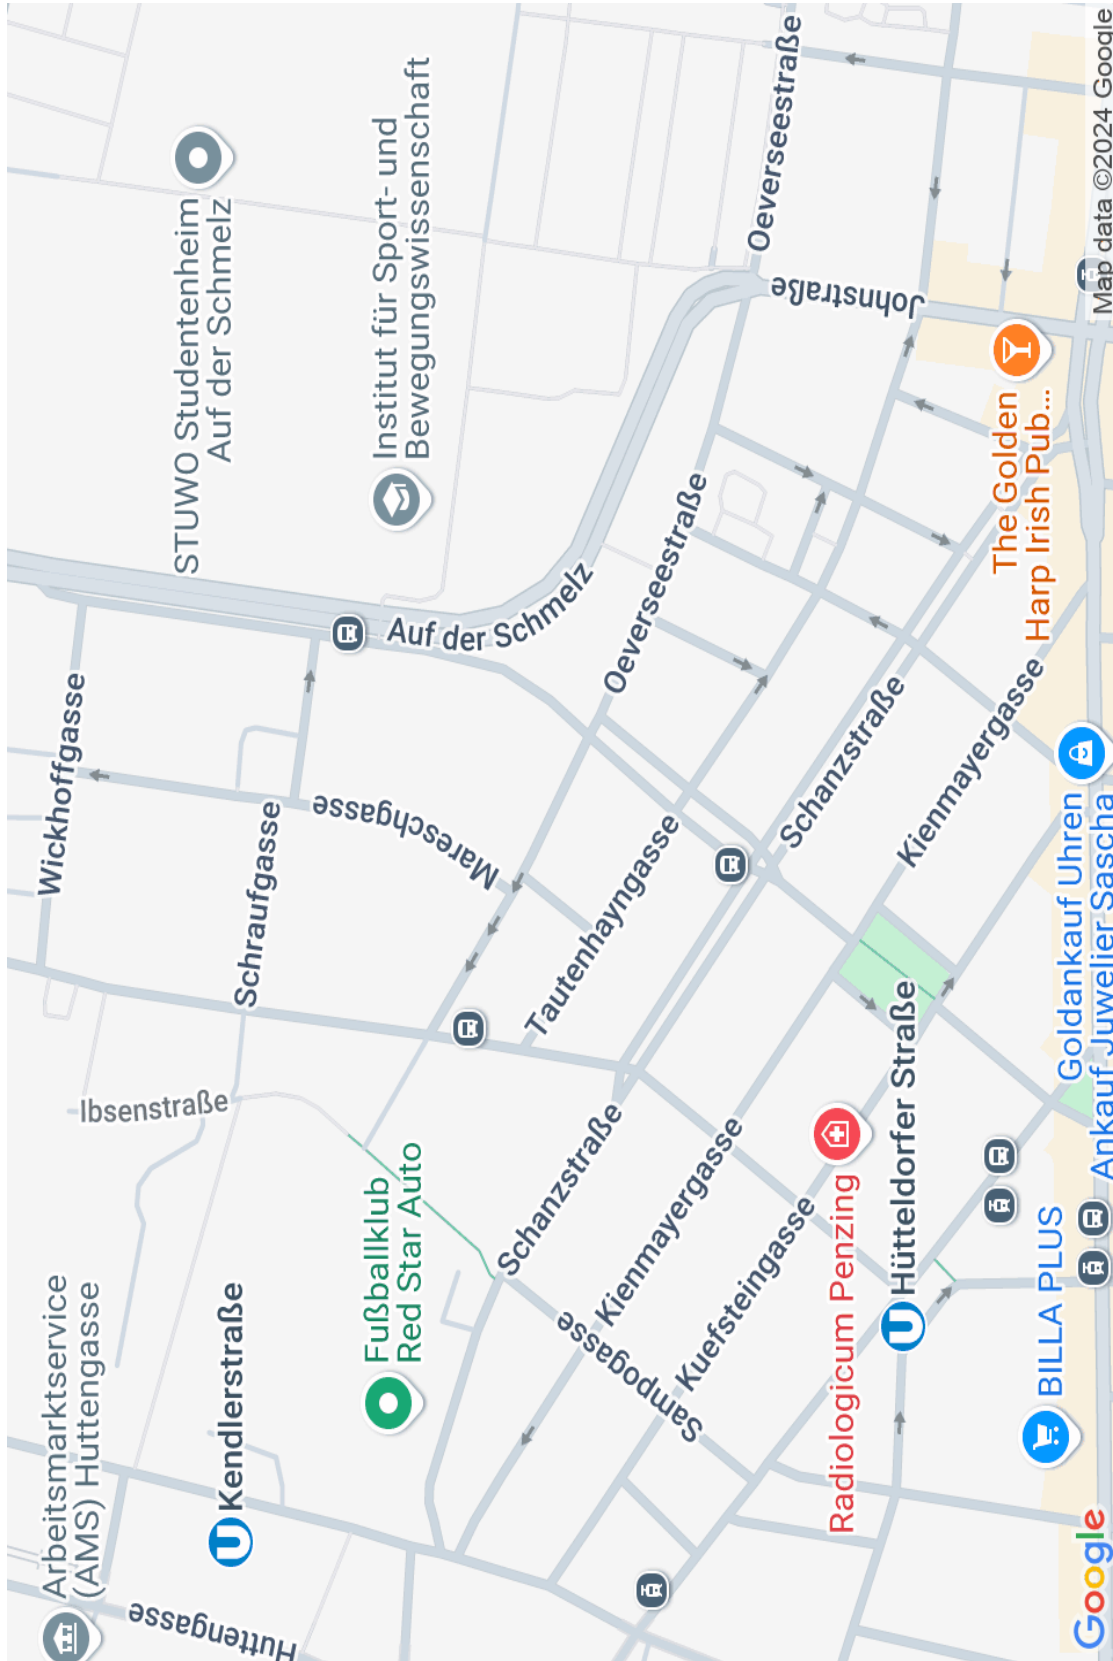 Arbeitsmarktservice
(AMS) Huttengasse
Huttengasse
Kendlerstraße
Ibsenstraße
Wickhoffgasse
Schraufgasse
Mareschgasse
STUWO Studentenheim
Auf der Schmelz
Institut für Sport- und
Bewegungswissenschaft
Fußballklub
Red Star Auto
Auf der Schmelz
Oeverseestraße
Oeverseestraße
Johnstraße
Tautenhayngasse
Schanzstraße
Schanzstraße
Kienmayergasse
Kienmayergasse
Sampogasse
Kuefsteingasse
Radiologicum Penzing
Hütteldorfer Straße
The Golden
Harp Irish Pub...
BILLA PLUS
Goldankauf Uhren
Ankauf Juwelier Sascha
Google
Map data ©2024 Google